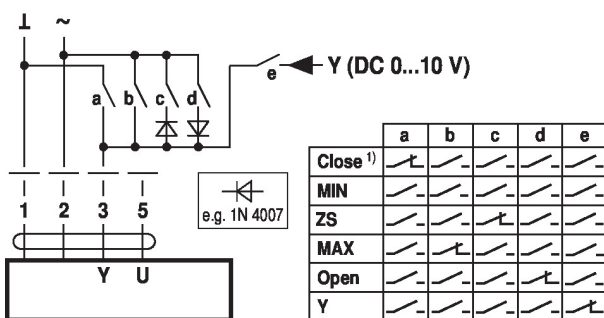 ⊥ ~
a b c d e Y (DC 0...10 V)
1 2 3 5
Y U
e.g. 1N 4007
a b c d e
Close 1)
MIN
ZS
MAX
Open
Y